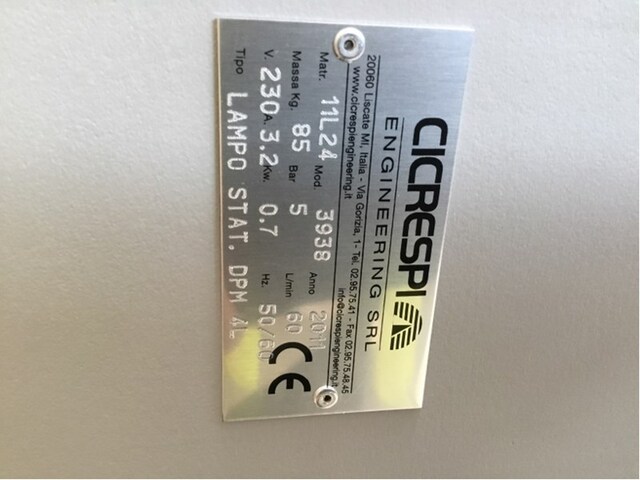 CICRESPI
ENGINEERING SRL
20060 Liscate MI, Italia - Via Gorizia, 1 - Tel. 02.95.75.41 - Fax 02.95.75.48.45
www.cicrespiengineering.it info@cicrespiengineering.it
Matr. 11L24 Mod. 3938 Anno 2011
Massa Kg. 85 Bar 5 L/min 60
V. 230 A. 3.2 Kw. 0.7 Hz. 50/60
Tipo LAMPO STAT. DPM 4L
CE